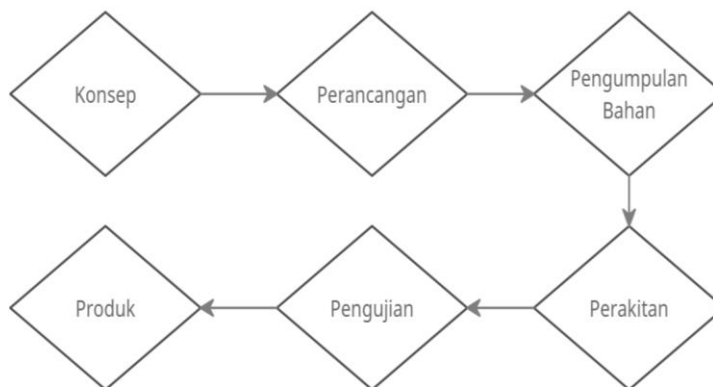 Konsep
Perancangan
Pengumpulan
Bahan
Perakitan
Pengujian
Produk